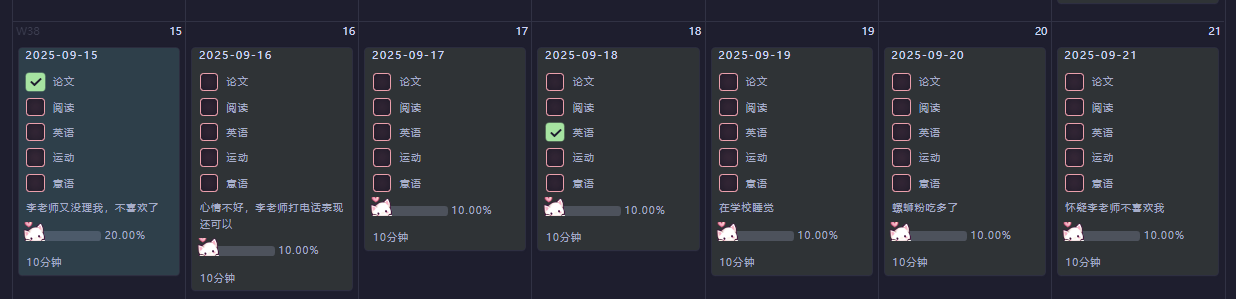 W38
15
16
17
18
19
20
21
2025-09-15
论文
阅读
英语
运动
意语
李老师又没理我，不喜欢了
20.00%
10分钟
2025-09-16
论文
阅读
英语
运动
意语
心情不好，李老师打电话表现
还可以
10.00%
10分钟
2025-09-17
论文
阅读
英语
运动
意语
10.00%
10分钟
2025-09-18
论文
阅读
英语
运动
意语
10.00%
10分钟
2025-09-19
论文
阅读
英语
运动
意语
在学校睡觉
10.00%
10分钟
2025-09-20
论文
阅读
英语
运动
意语
螺蛳粉吃多了
10.00%
10分钟
2025-09-21
论文
阅读
英语
运动
意语
怀疑李老师不喜欢我
10.00%
10分钟